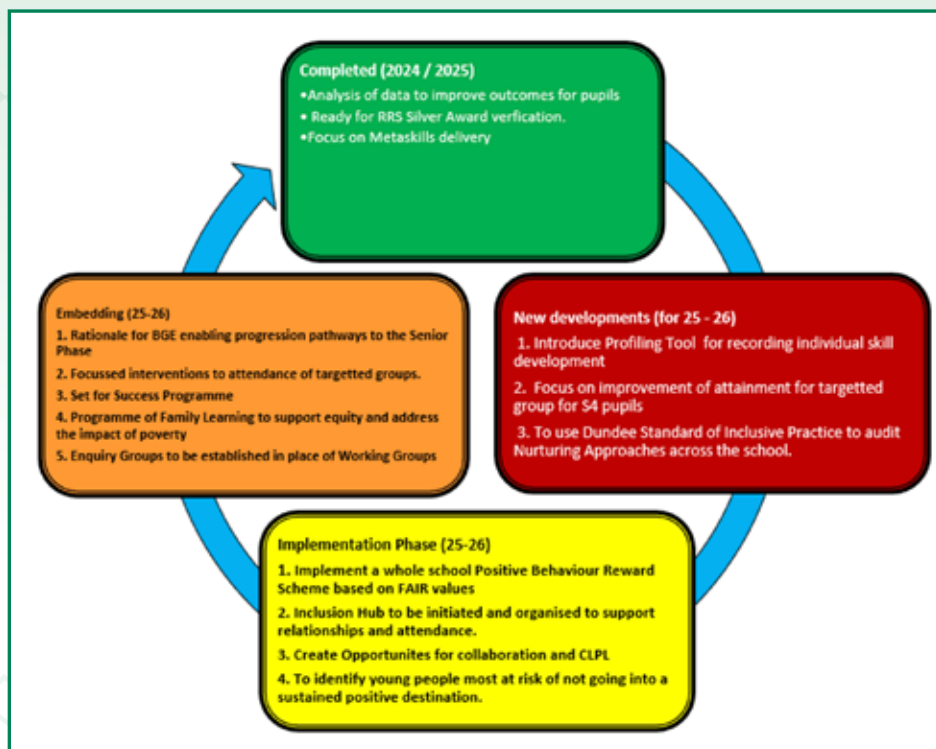 Completed (2024 / 2025)
•Analysis of data to improve outcomes for pupils
• Ready for RRS Silver Award verfication.
•Focus on Metaskills delivery
New developments (for 25 - 26)
1. Introduce Profiling Tool for recording individual skill
development
2. Focus on improvement of attainment for targetted
group for S4 pupils
3. To use Dundee Standard of Inclusive Practice to audit
Nurturing Approaches across the school.
Implementation Phase (25-26)
1. Implement a whole school Positive Behaviour Reward
Scheme based on FAIR values
2. Inclusion Hub to be initiated and organised to support
relationships and attendance.
3. Create Opportunites for collaboration and CLPL
4. To identify young people most at risk of not going into a
sustained positive destination.
Embedding (25-26)
1. Rationale for BGE enabling progression pathways to the Senior
Phase
2. Focussed interventions to attendance of targetted groups.
3. Set for Success Programme
4. Programme of Family Learning to support equity and address
the impact of poverty
5. Enquiry Groups to be established in place of Working Groups